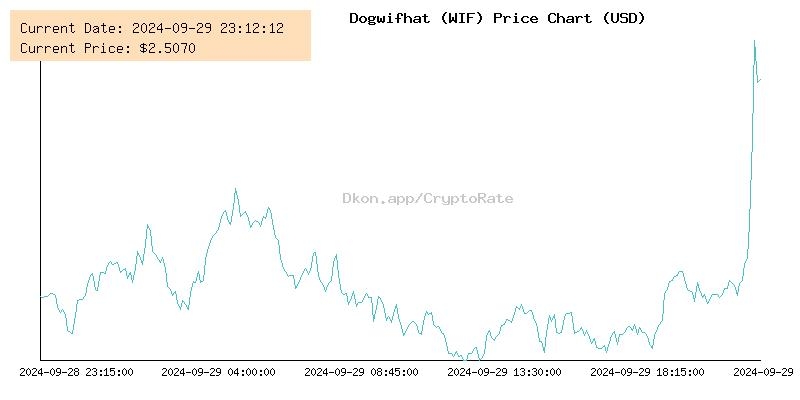 Dogwifhat (WIF) Price Chart (USD)
Current Date: 2024-09-29 23:12:12
Current Price: $2.5070
Dkon.app/CryptoRate
2024-09-28 23:15:00
2024-09-29 04:00:00
2024-09-29 08:45:00
2024-09-29 13:30:00
2024-09-29 18:15:00
2024-09-29